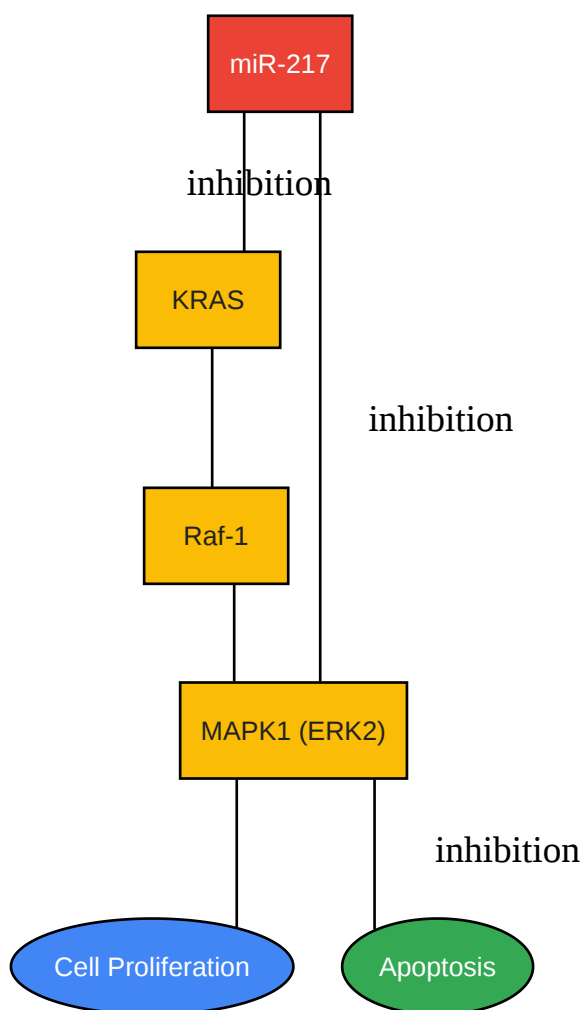 miR-217
inhibition
KRAS
inhibition
Raf-1
MAPK1 (ERK2)
inhibition
Cell Proliferation
Apoptosis